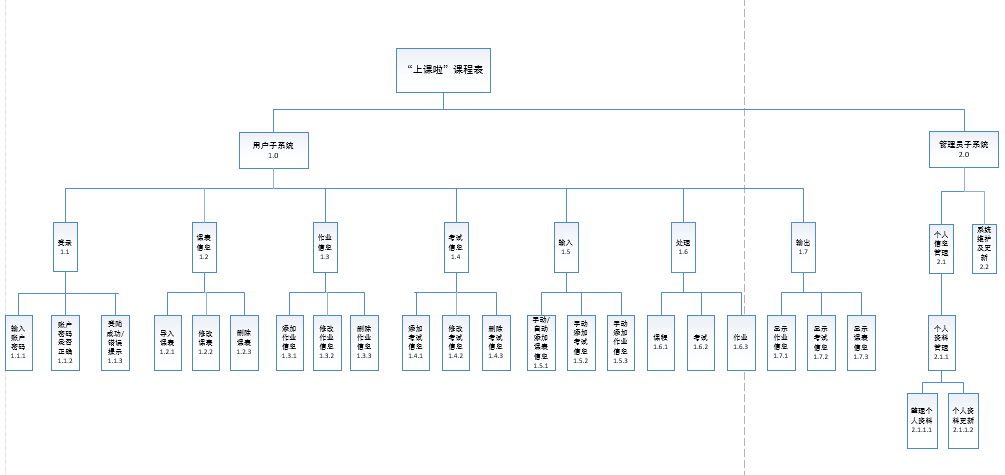 “上课啦”课程表
用户子系统
1.0
管理员子系统
2.0
登录
1.1
课表
信息
1.2
作业
信息
1.3
考试
信息
1.4
输入
1.5
处理
1.6
输出
1.7
个人
信息
管理
2.1
系统
维护
及更
新
2.2
输入
账户
密码
1.1.1
账户
密码
是否
正确
1.1.2
登陆
成功/
错误
提示
1.1.3
导入
课表
1.2.1
修改
课表
1.2.2
删除
课表
1.2.3
添加
作业
信息
1.3.1
修改
作业
信息
1.3.2
删除
作业
信息
1.3.3
添加
考试
信息
1.4.1
修改
考试
信息
1.4.2
删除
考试
信息
1.4.3
手动/
自动
添加
课表
信息
1.5.1
手动
添加
考试
信息
1.5.2
手动
添加
作业
信息
1.5.3
课程
1.6.1
考试
1.6.2
作业
1.6.3
显示
作业
信息
1.7.1
显示
考试
信息
1.7.2
显示
课表
信息
1.7.3
个人
资料
管理
2.1.1
整理个
人资料
2.1.1.1
个人资
料更新
2.1.1.2